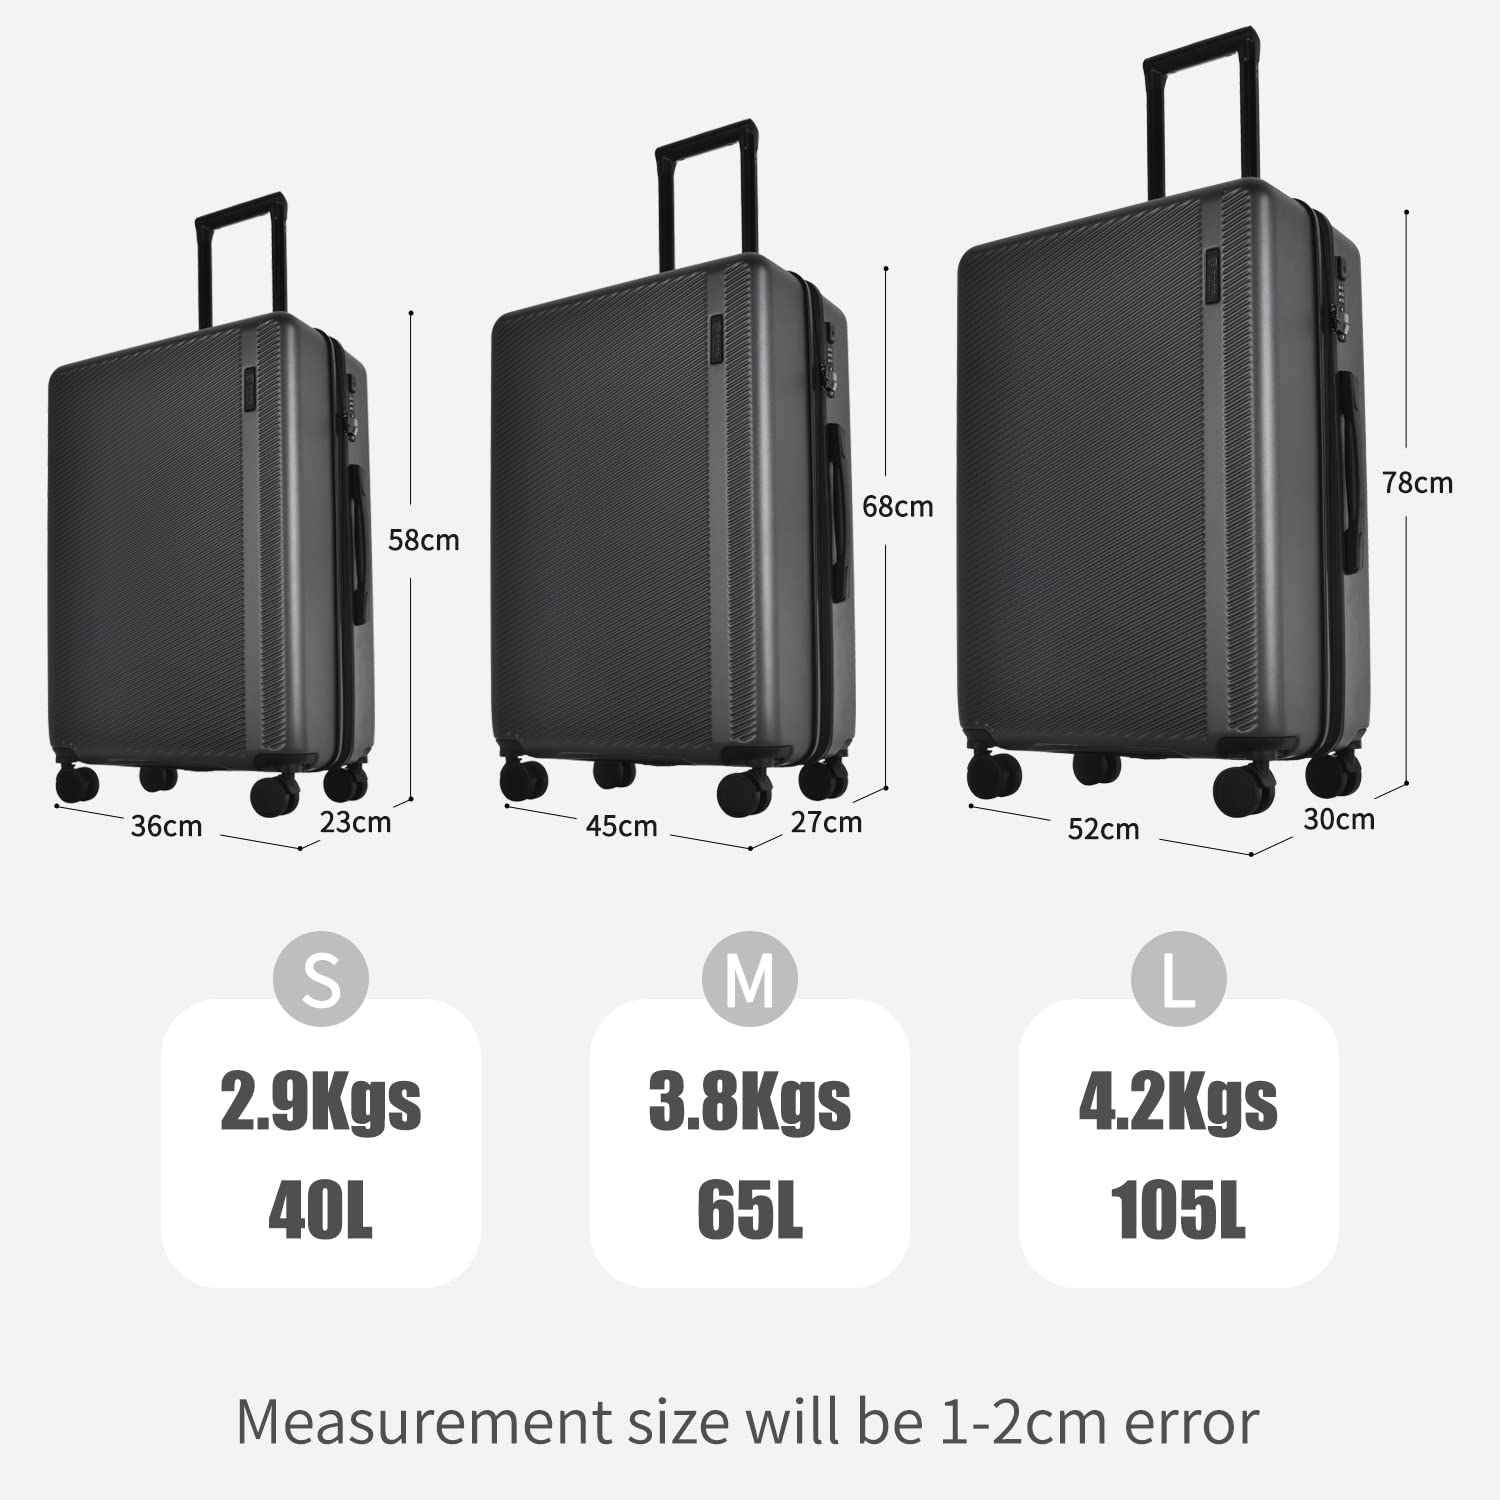 58cm
36cm
23cm
68cm
45cm
27cm
78cm
52cm
30cm
S
2.9Kgs
40L
M
3.8Kgs
65L
L
4.2Kgs
105L
Measurement size will be 1-2cm error